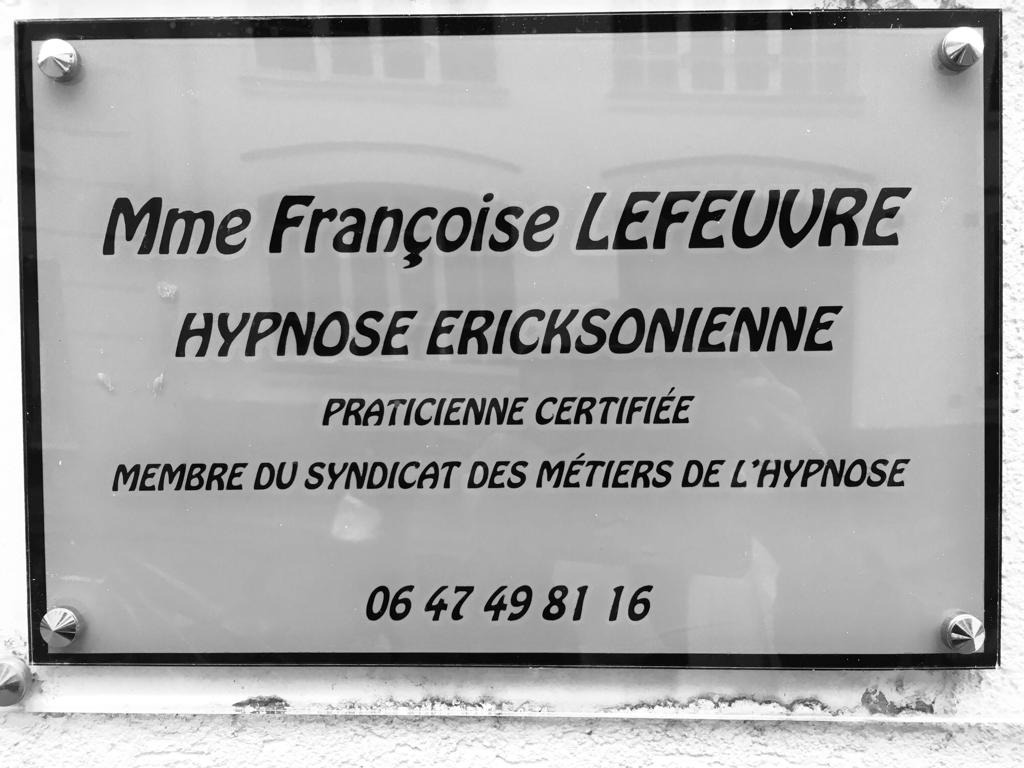 Mme Françoise LEFEUVRE
HYPNOSE ERICKSONIENNE
PRATICIENNE CERTIFIÉE
MEMBRE DU SYNDICAT DES MÉTIERS DE L'HYPNOSE
06 47 49 81 16